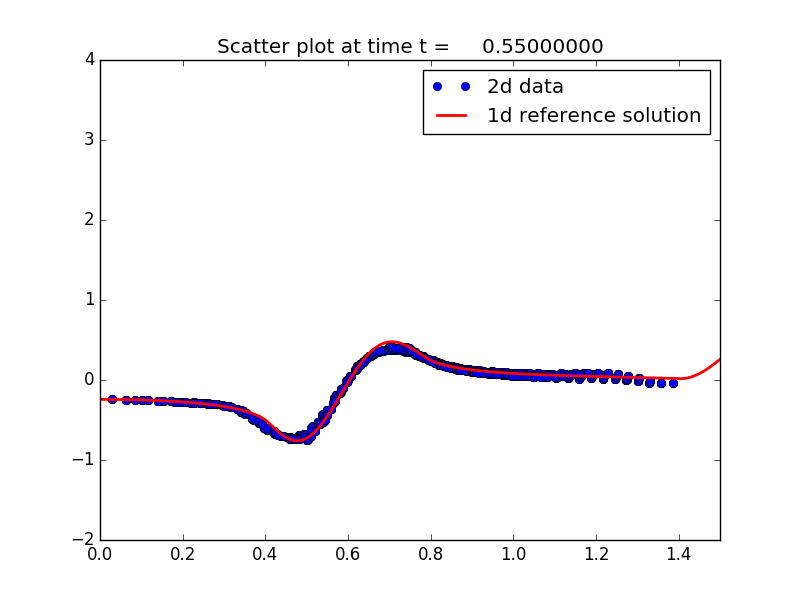 Scatter plot at time t = 0.55000000
2d data
1d reference solution
4
3
2
1
0
−1
−2
0.0 0.2 0.4 0.6 0.8 1.0 1.2 1.4